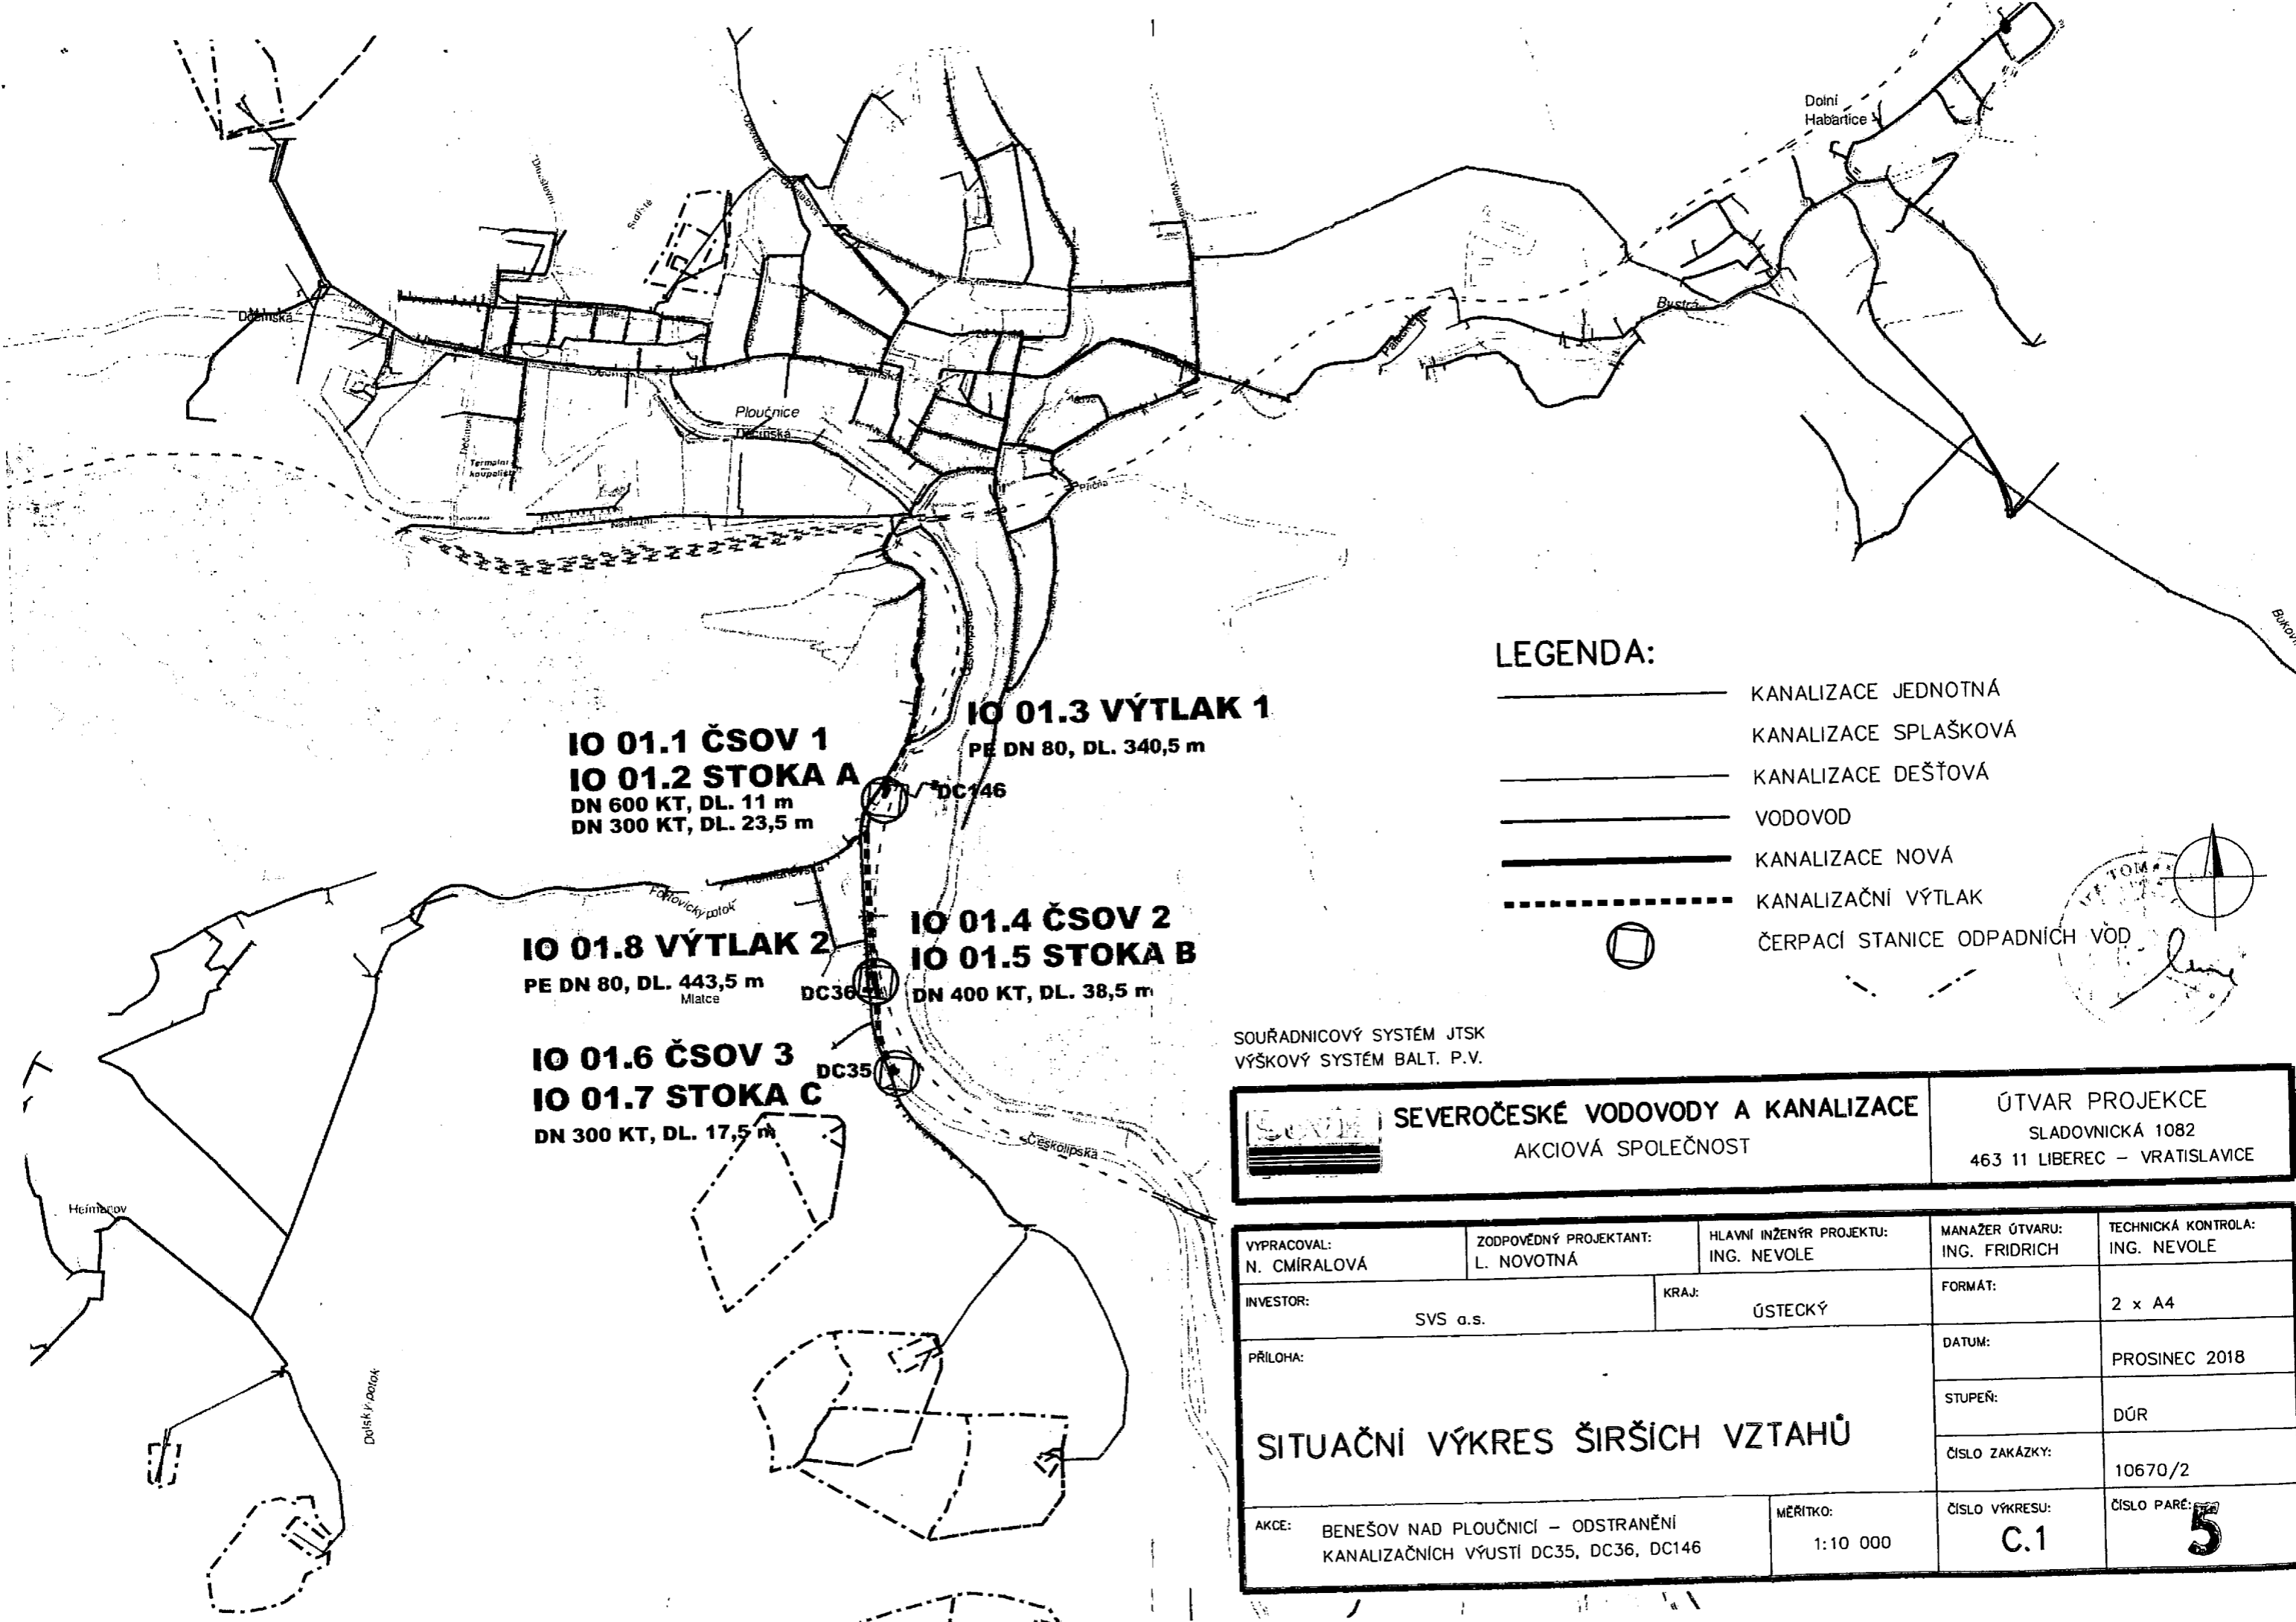 Dolní
Habartice
Sídliště
Děčínská
Bystrá
Ploučnice
Děčínská
Termální
koupaliště
Nádražní
Příčná
Českolipská
LEGENDA:
KANALIZACE JEDNOTNÁ
KANALIZACE SPLAŠKOVÁ
KANALIZACE DEŠŤOVÁ
VODOVOD
KANALIZACE NOVÁ
KANALIZAČNÍ VÝTLAK
ČERPACÍ STANICE ODPADNÍCH VOD
IO 01.3 VÝTLAK 1
PE DN 80, DL. 340,5 m
IO 01.1 ČSOV 1
IO 01.2 STOKA A
DN 600 KT, DL. 11 m
DN 300 KT, DL. 23,5 m
DC146
Heřmanovská
Fojtovický potok
IO 01.4 ČSOV 2
IO 01.5 STOKA B
DN 400 KT, DL. 38,5 m
IO 01.8 VÝTLAK 2
PE DN 80, DL. 443,5 m
Mlatce
DC36
IO 01.6 ČSOV 3
IO 01.7 STOKA C
DN 300 KT, DL. 17,5 m
DC35
Českolipská
Heřmanov
Dolský potok
SOUŘADNICOVÝ SYSTÉM JTSK
VÝŠKOVÝ SYSTÉM BALT. P.V.
SEVEROČESKÉ VODOVODY A KANALIZACE
AKCIOVÁ SPOLEČNOST
ÚTVAR PROJEKCE
SLADOVNICKÁ 1082
463 11 LIBEREC – VRATISLAVICE
VYPRACOVAL:
N. CMÍRALOVÁ
ZODPOVĚDNÝ PROJEKTANT:
L. NOVOTNÁ
HLAVNÍ INŽENÝR PROJEKTU:
ING. NEVOLE
MANAŽER ÚTVARU:
ING. FRIDRICH
TECHNICKÁ KONTROLA:
ING. NEVOLE
INVESTOR:
SVS a.s.
KRAJ:
ÚSTECKÝ
FORMÁT:
2 x A4
PŘÍLOHA:
SITUAČNÍ VÝKRES ŠIRŠÍCH VZTAHŮ
DATUM:
PROSINEC 2018
STUPEŇ:
DÚR
ČÍSLO ZAKÁZKY:
10670/2
AKCE: BENEŠOV NAD PLOUČNICÍ – ODSTRANĚNÍ
KANALIZAČNÍCH VÝUSTÍ DC35, DC36, DC146
MĚŘÍTKO:
1:10 000
ČÍSLO VÝKRESU:
C.1
ČÍSLO PARÉ:
5